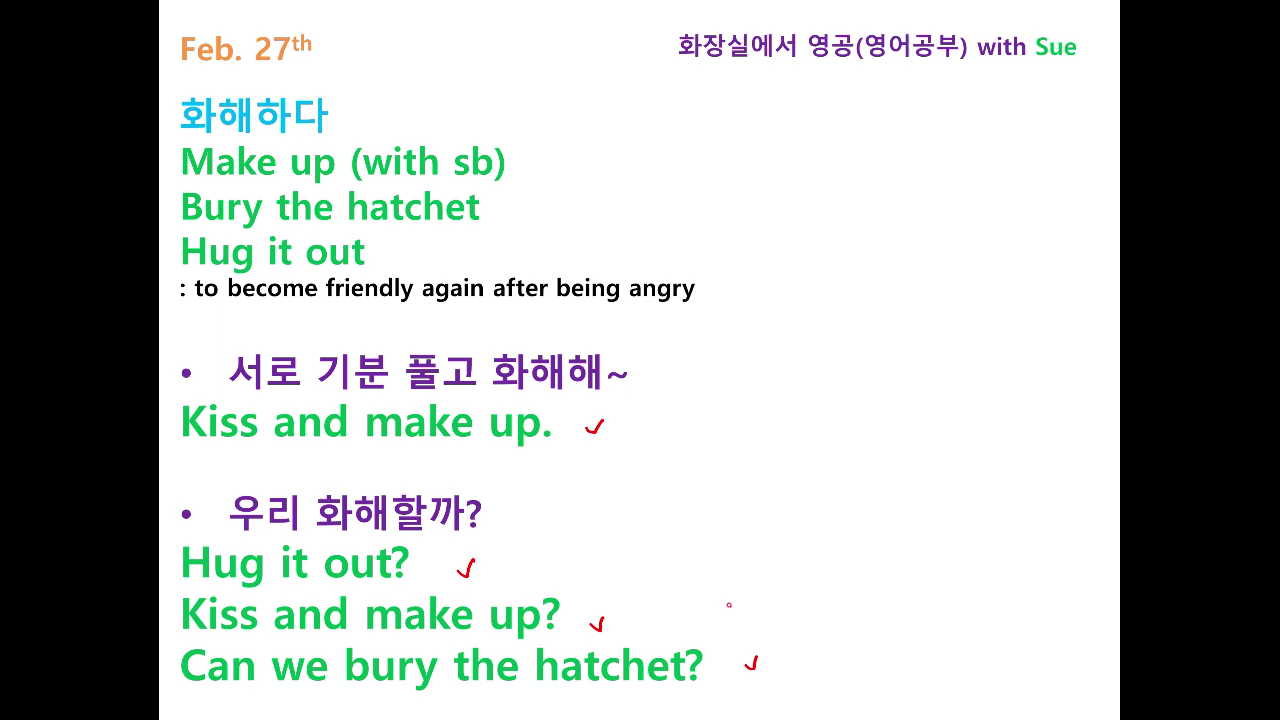 Feb. 27th
화장실에서 영공(영어공부) with Sue
화해하다
Make up (with sb)
Bury the hatchet
Hug it out
: to become friendly again after being angry
• 서로 기분 풀고 화해해~
Kiss and make up.
• 우리 화해할까?
Hug it out?
Kiss and make up?
Can we bury the hatchet?